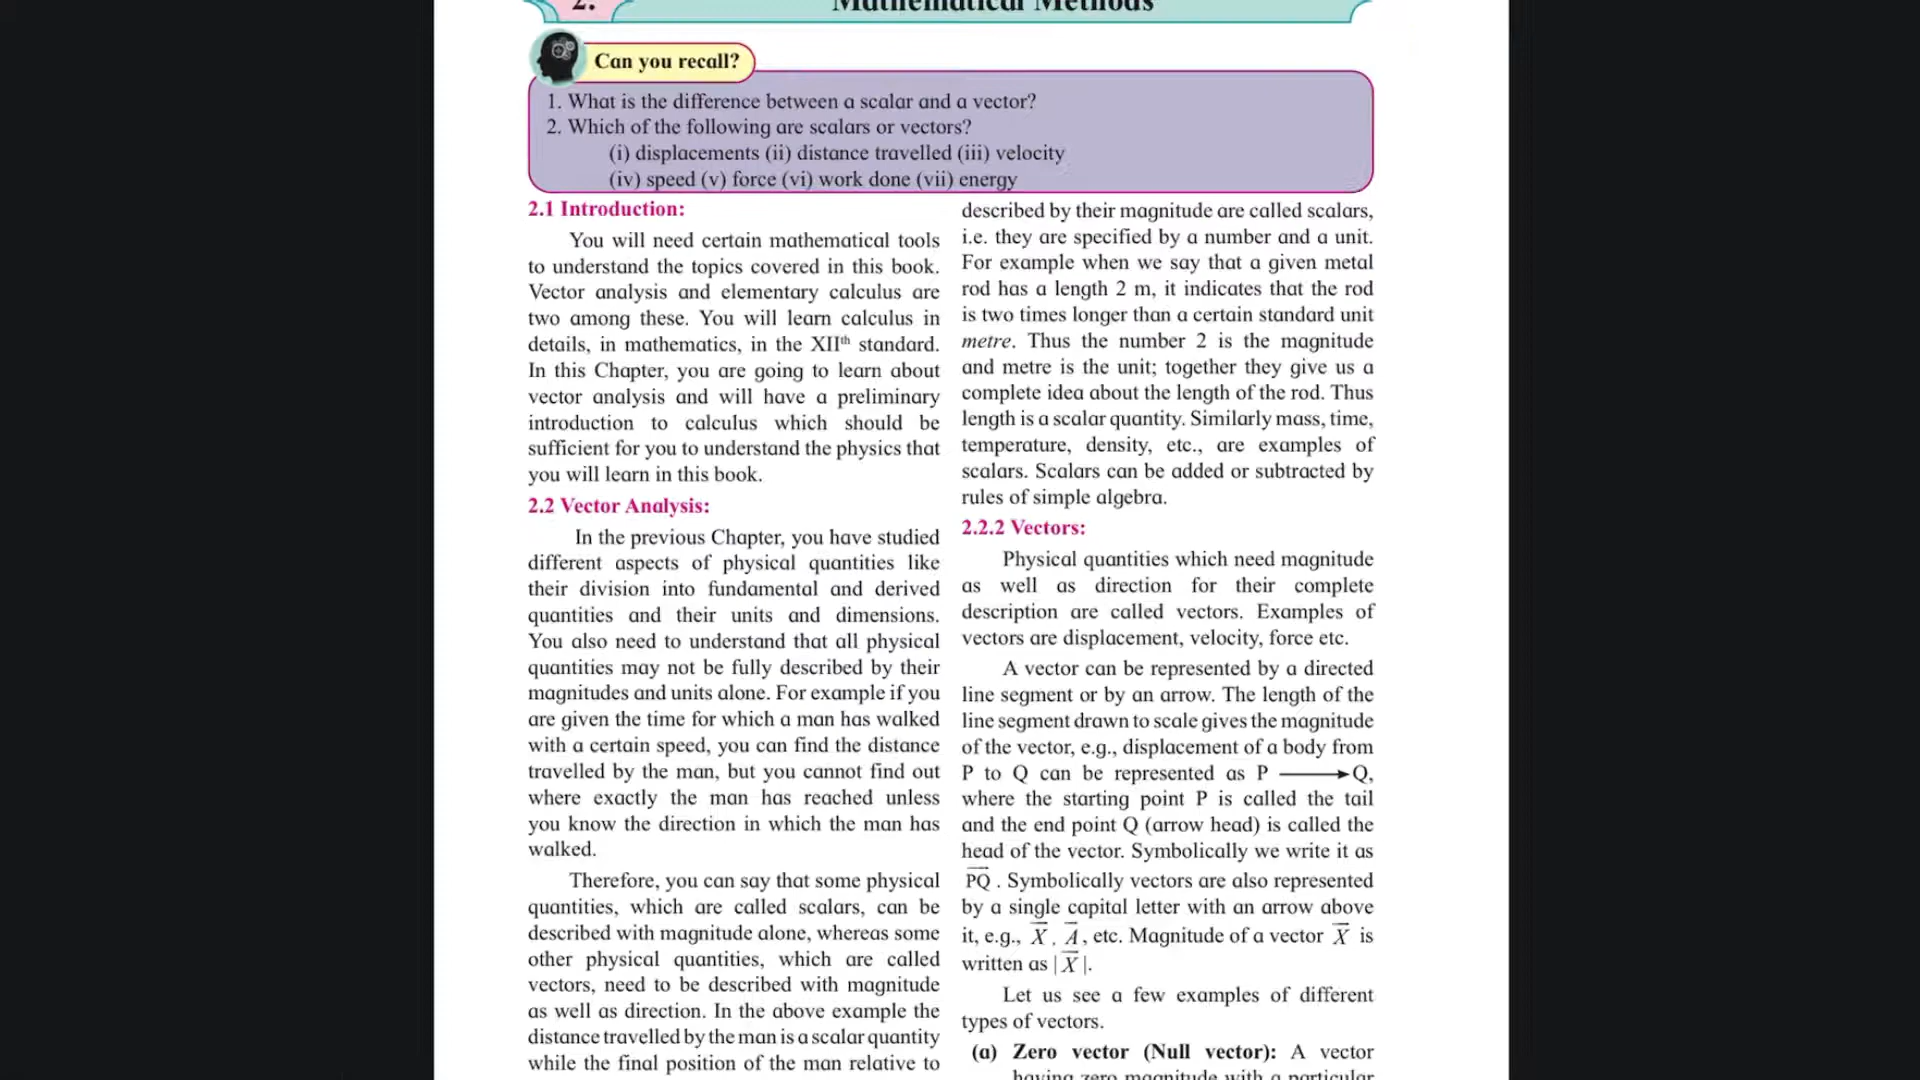 2.
Mathematical Methods
Can you recall?
1. What is the difference between a scalar and a vector?
2. Which of the following are scalars or vectors?
(i) displacements (ii) distance travelled (iii) velocity
(iv) speed (v) force (vi) work done (vii) energy
2.1 Introduction:
You will need certain mathematical tools
to understand the topics covered in this book.
Vector analysis and elementary calculus are
two among these. You will learn calculus in
details, in mathematics, in the XIIth standard.
In this Chapter, you are going to learn about
vector analysis and will have a preliminary
introduction to calculus which should be
sufficient for you to understand the physics that
you will learn in this book.
2.2 Vector Analysis:
In the previous Chapter, you have studied
different aspects of physical quantities like
their division into fundamental and derived
quantities and their units and dimensions.
You also need to understand that all physical
quantities may not be fully described by their
magnitudes and units alone. For example if you
are given the time for which a man has walked
with a certain speed, you can find the distance
travelled by the man, but you cannot find out
where exactly the man has reached unless
you know the direction in which the man has
walked.
Therefore, you can say that some physical
quantities, which are called scalars, can be
described with magnitude alone, whereas some
other physical quantities, which are called
vectors, need to be described with magnitude
as well as direction. In the above example the
distance travelled by the man is a scalar quantity
while the final position of the man relative to
described by their magnitude are called scalars,
i.e. they are specified by a number and a unit.
For example when we say that a given metal
rod has a length 2 m, it indicates that the rod
is two times longer than a certain standard unit
metre. Thus the number 2 is the magnitude
and metre is the unit; together they give us a
complete idea about the length of the rod. Thus
length is a scalar quantity. Similarly mass, time,
temperature, density, etc., are examples of
scalars. Scalars can be added or subtracted by
rules of simple algebra.
2.2.2 Vectors:
Physical quantities which need magnitude
as well as direction for their complete
description are called vectors. Examples of
vectors are displacement, velocity, force etc.
A vector can be represented by a directed
line segment or by an arrow. The length of the
line segment drawn to scale gives the magnitude
of the vector, e.g., displacement of a body from
P to Q can be represented as P ⟶ Q,
where the starting point P is called the tail
and the end point Q (arrow head) is called the
head of the vector. Symbolically we write it as
P͞Q . Symbolically vectors are also represented
by a single capital letter with an arrow above
it, e.g., X̅, A̅, etc. Magnitude of a vector X̅ is
written as |X̅|.
Let us see a few examples of different
types of vectors.
(a) Zero vector (Null vector): A vector
having zero magnitude with a particular